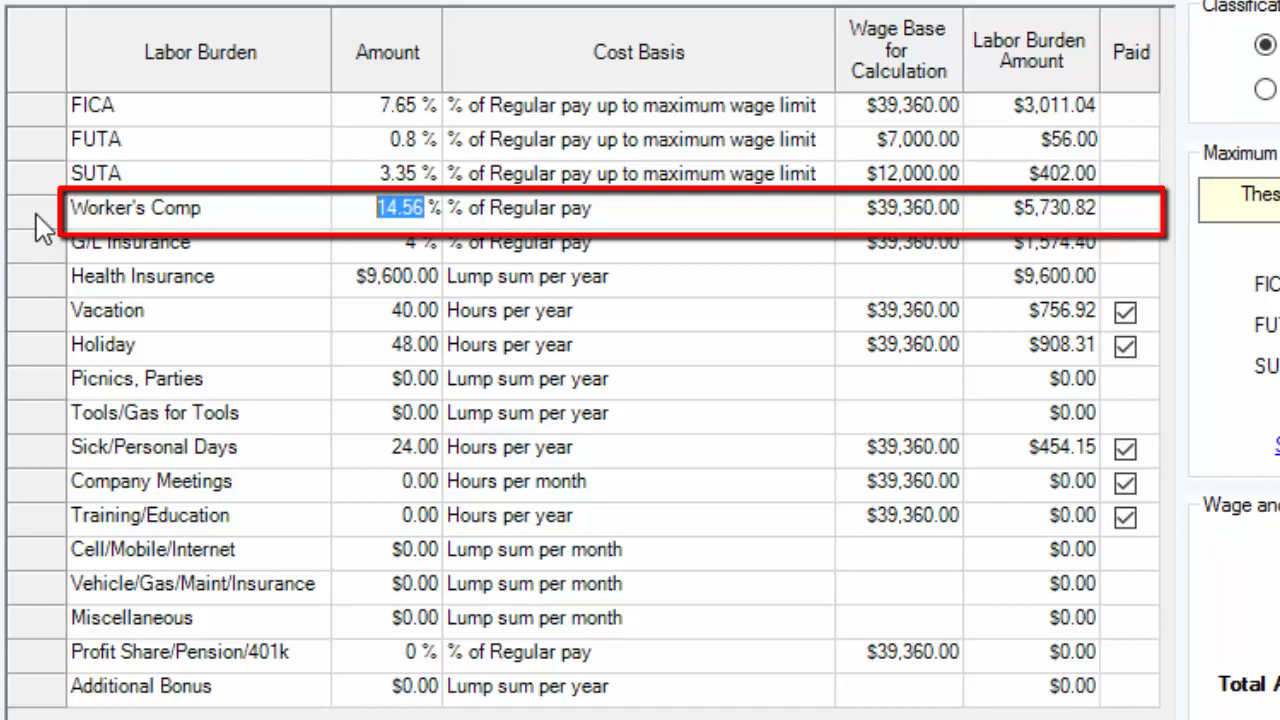 Labor Burden Amount Cost Basis Wage Base for Calculation Labor Burden Amount Paid
FICA 7.65 % % of Regular pay up to maximum wage limit $39,360.00 $3,011.04
FUTA 0.8 % % of Regular pay up to maximum wage limit $7,000.00 $56.00
SUTA 3.35 % % of Regular pay up to maximum wage limit $12,000.00 $402.00
Worker's Comp 14.56 % % of Regular pay $39,360.00 $5,730.82
G/L Insurance 4 % % of Regular pay $39,360.00 $1,574.40
Health Insurance $9,600.00 Lump sum per year $9,600.00
Vacation 40.00 Hours per year $39,360.00 $756.92
Holiday 48.00 Hours per year $39,360.00 $908.31
Picnics, Parties $0.00 Lump sum per year $0.00
Tools/Gas for Tools $0.00 Lump sum per year $0.00
Sick/Personal Days 24.00 Hours per year $39,360.00 $454.15
Company Meetings 0.00 Hours per month $39,360.00 $0.00
Training/Education 0.00 Hours per year $39,360.00 $0.00
Cell/Mobile/Internet $0.00 Lump sum per month $0.00
Vehicle/Gas/Maint/Insurance $0.00 Lump sum per month $0.00
Miscellaneous $0.00 Lump sum per month $0.00
Profit Share/Pension/401k 0 % % of Regular pay $39,360.00 $0.00
Additional Bonus $0.00 Lump sum per year $0.00
Classificat
Maximum
Thes
FIC
FU
SU
Wage and
Total A